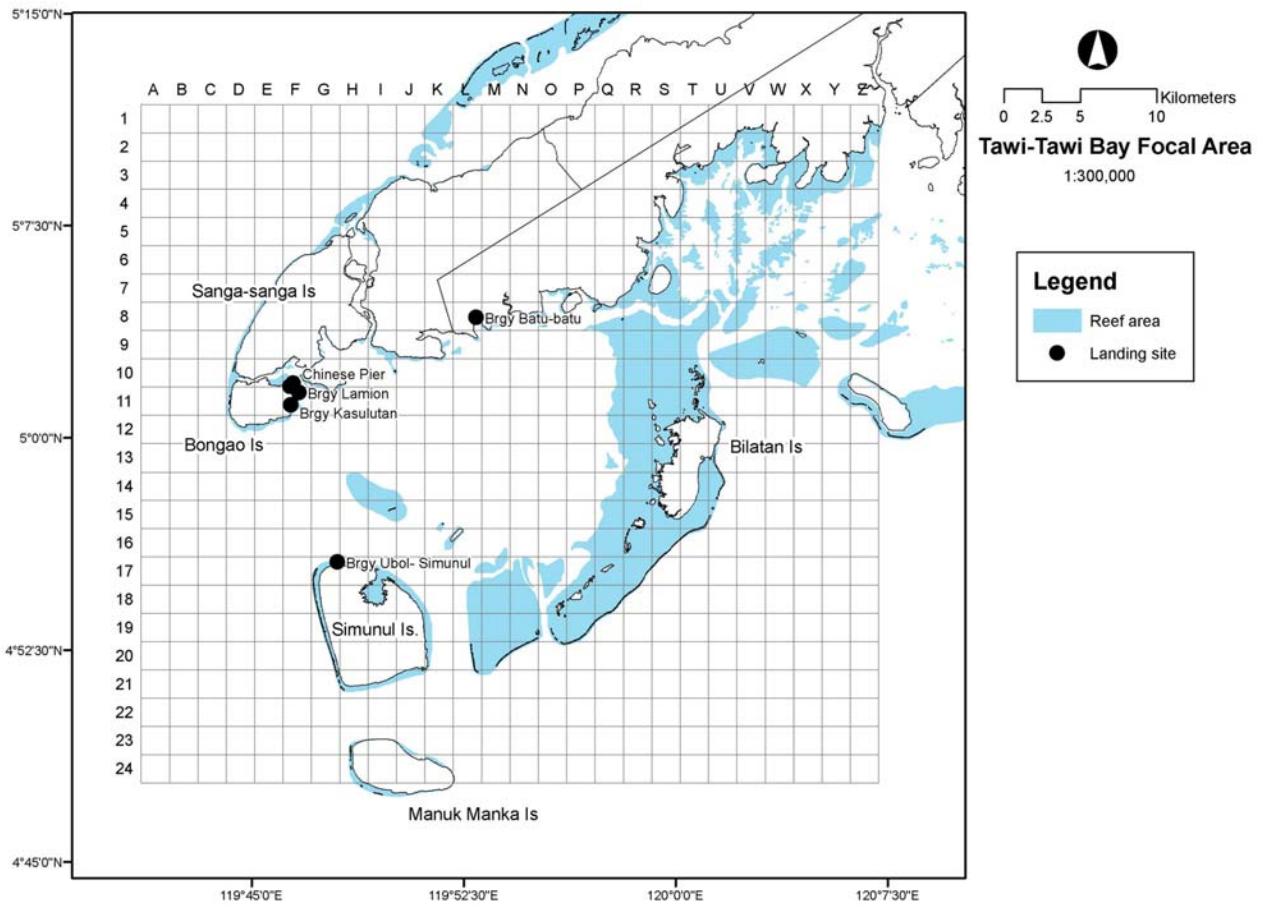 5°15'0"N
5°7'30"N
5°0'0"N
4°52'30"N
4°45'0"N
119°45'0"E
119°52'30"E
120°0'0"E
120°7'30"E
A B C D E F G H I J K L M N O P Q R S T U V W X Y Z
1
2
3
4
5
6
7
8
9
10
11
12
13
14
15
16
17
18
19
20
21
22
23
24
Sanga-sanga Is
Brgy Batu-batu
Chinese Pier
Brgy Lamion
Brgy Kasulutan
Bongao Is
Bilatan Is
Brgy Ubol- Simunul
Simunul Is.
Manuk Manka Is
0 2.5 5 10 Kilometers
Tawi-Tawi Bay Focal Area
1:300,000
Legend
Reef area
Landing site